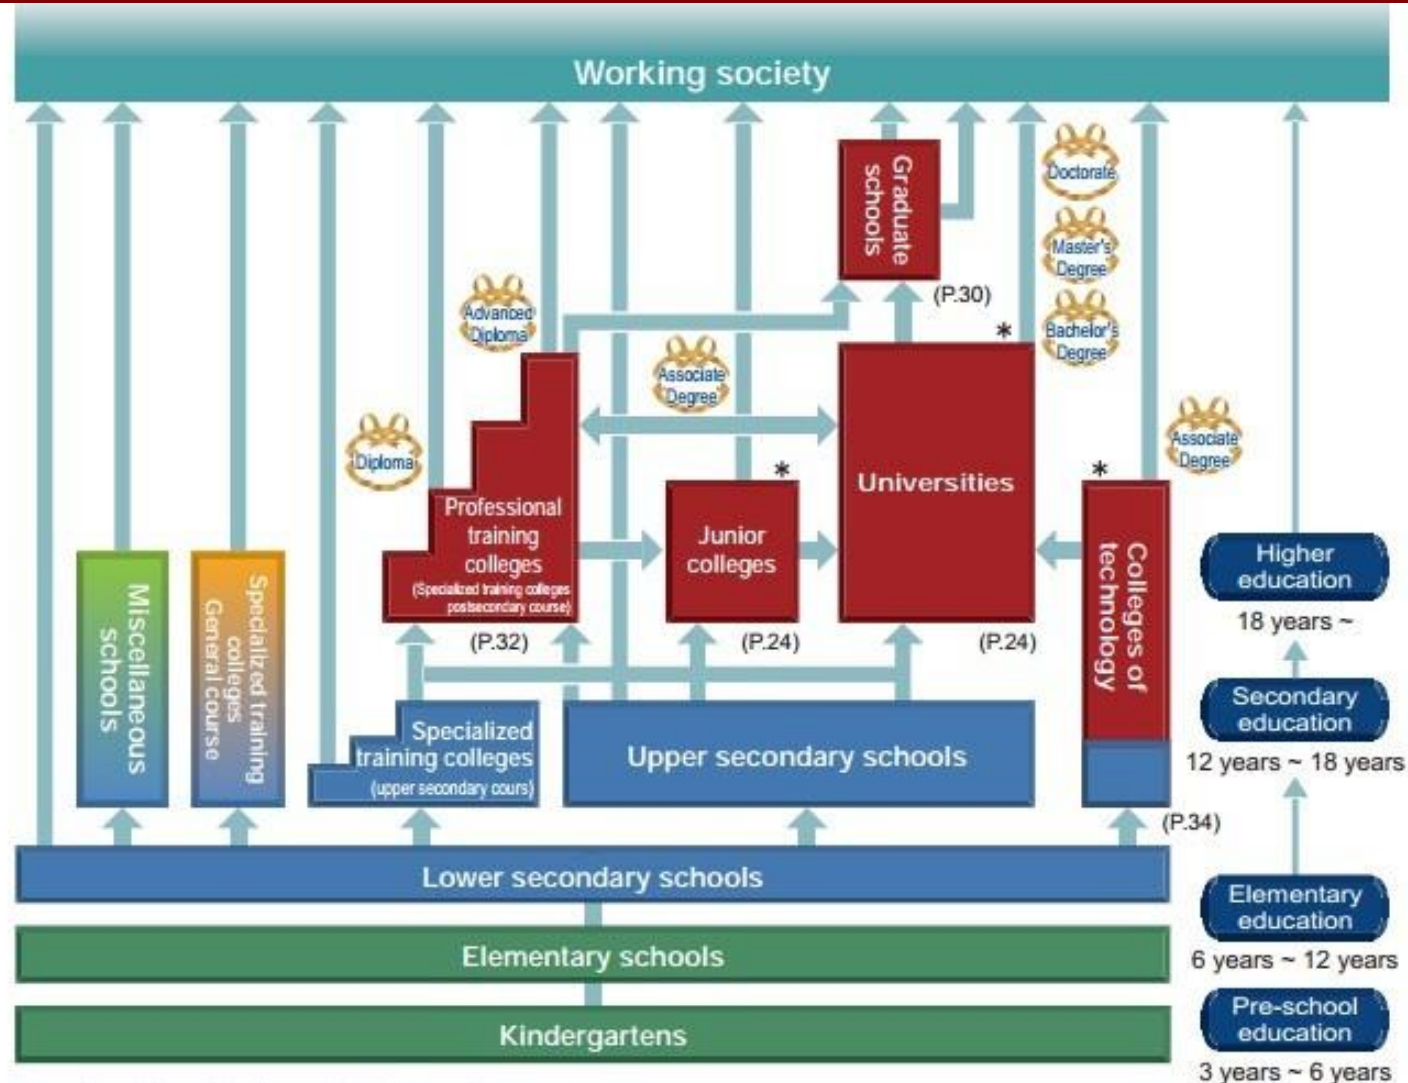 Working society
Doctorate
Graduate
schools
Master's
Degree
(P.30)
Advanced
Diploma
*
Bachelor's
Degree
Associate
Degree
Diploma
Associate
Degree
*
*
Universities
Professional
training
colleges
(Specialized training colleges
postsecondary course)
Junior
colleges
Colleges of
technology
Higher
education
18 years ~
Miscellaneous
schools
Specialized training
colleges
General course
(P.32)
(P.24)
(P.24)
Secondary
education
12 years ~ 18 years
Specialized
training colleges
(upper secondary cours)
Upper secondary schools
(P.34)
Lower secondary schools
Elementary
education
6 years ~ 12 years
Elementary schools
Pre-school
education
3 years ~ 6 years
Kindergartens